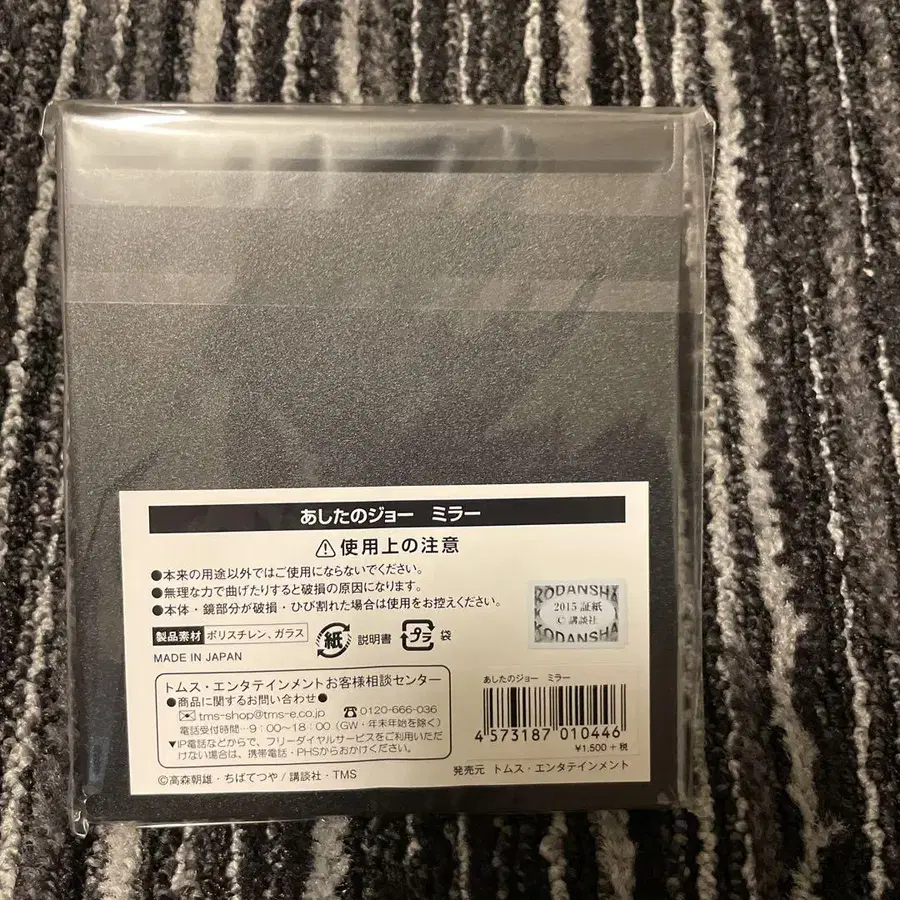 あしたのジョー　ミラー
⚠使用上の注意
●本来の用途以外ではご使用にならないでください。
●無理な力で曲げたりすると破損の原因になります。
●本体・鏡部分が破損・ひび割れた場合は使用をお控えください。
製品素材 ポリスチレン、ガラス 紙 説明書 プラ 袋
MADE IN JAPAN
KODANSHA
2015 証紙
© 講談社
KODANSHA
トムス・エンタテインメントお客様相談センター
●商品に関するお問い合わせ●
✉tms-shop@tms-e.co.jp ☎0120-666-036
電話受付時間…9:00～18:00（GW・年末年始を除く）
▼IP電話などからで、フリーダイヤルサービスをご利用いただ
けない場合は、携帯電話・PHSからおかけください。
©高森朝雄・ちばてつや/講談社・TMS
あしたのジョー　ミラー
4 573187 010446
¥1,500+税
発売元 トムス・エンタテインメント